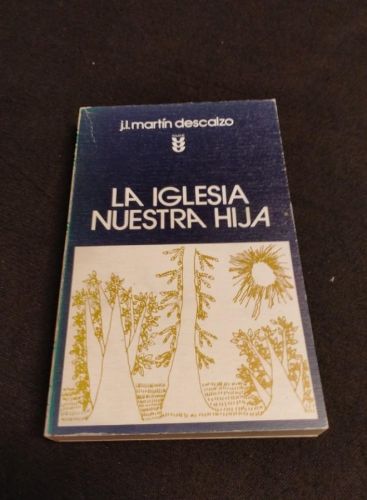 j.l. martín descalzo
LA IGLESIA
NUESTRA HIJA